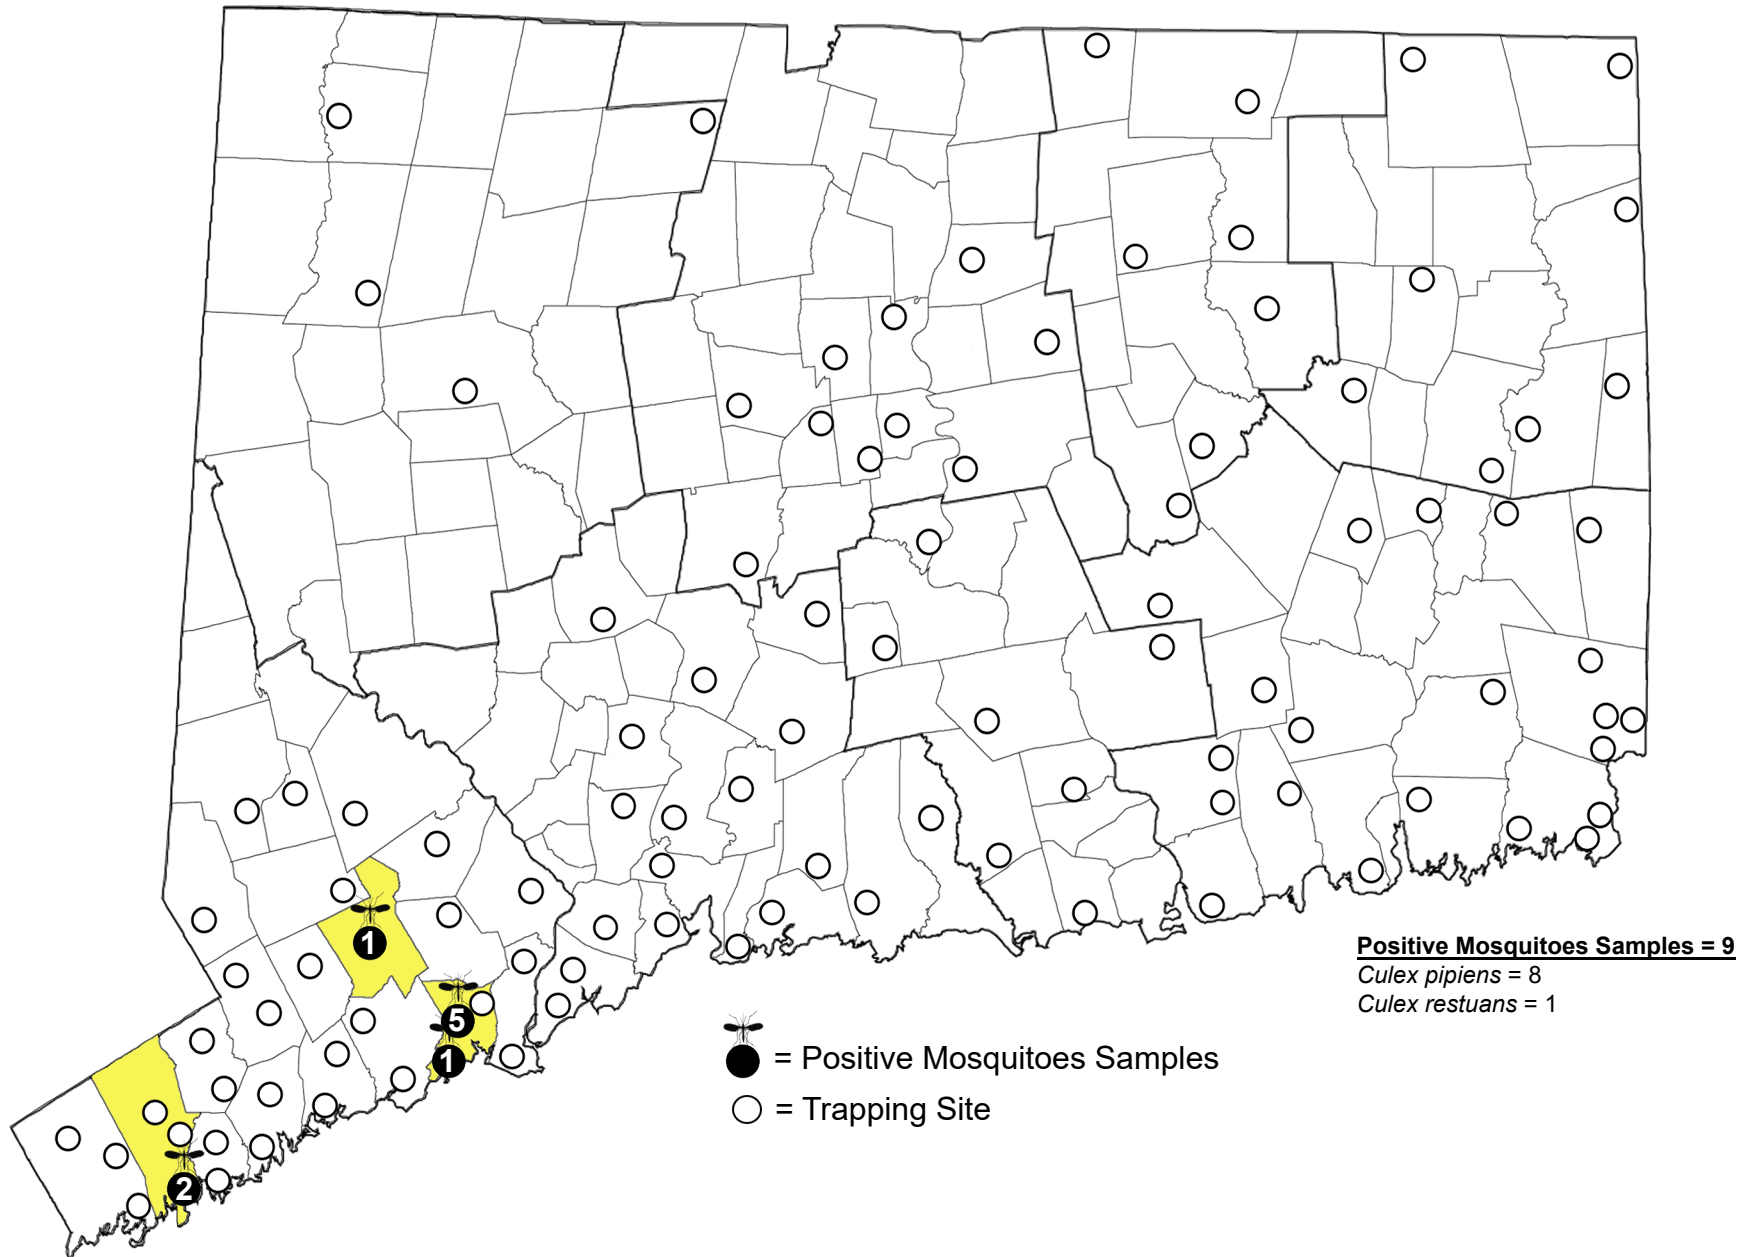 1
5
1
2
Positive Mosquitoes Samples = 9
Culex pipiens = 8
Culex restuans = 1
= Positive Mosquitoes Samples
= Trapping Site